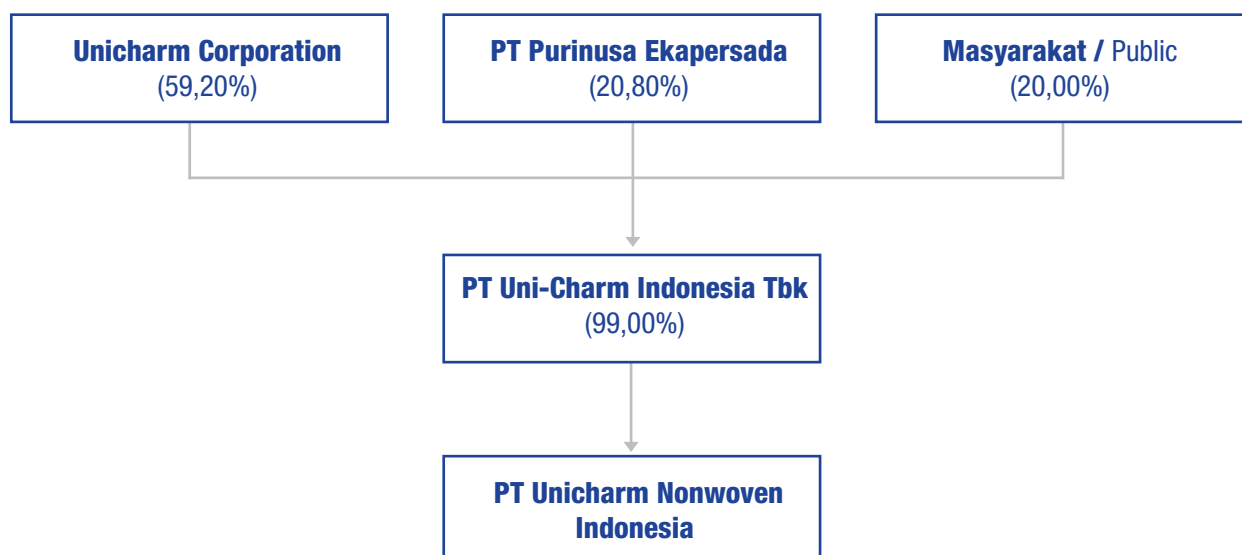 Unicharm Corporation
(59,20%)
PT Purinusa Ekapersada
(20,80%)
Masyarakat / Public
(20,00%)
PT Uni-Charm Indonesia Tbk
(99,00%)
PT Unicharm Nonwoven
Indonesia